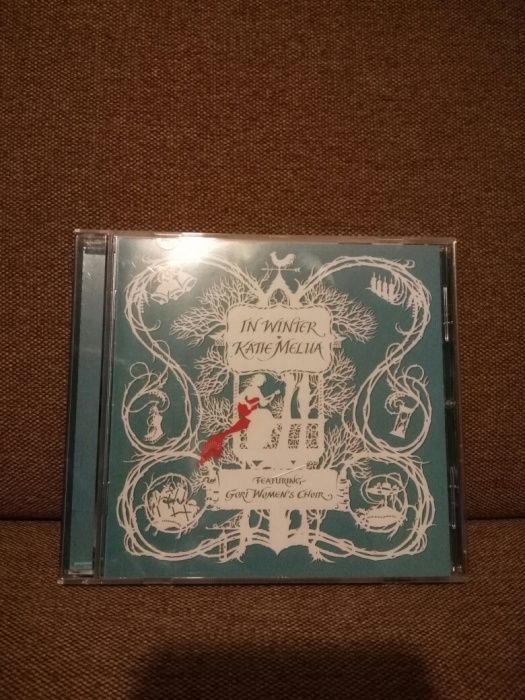 IN WINTER
KATIE MELUA
FEATURING
GORI WOMEN'S CHOIR